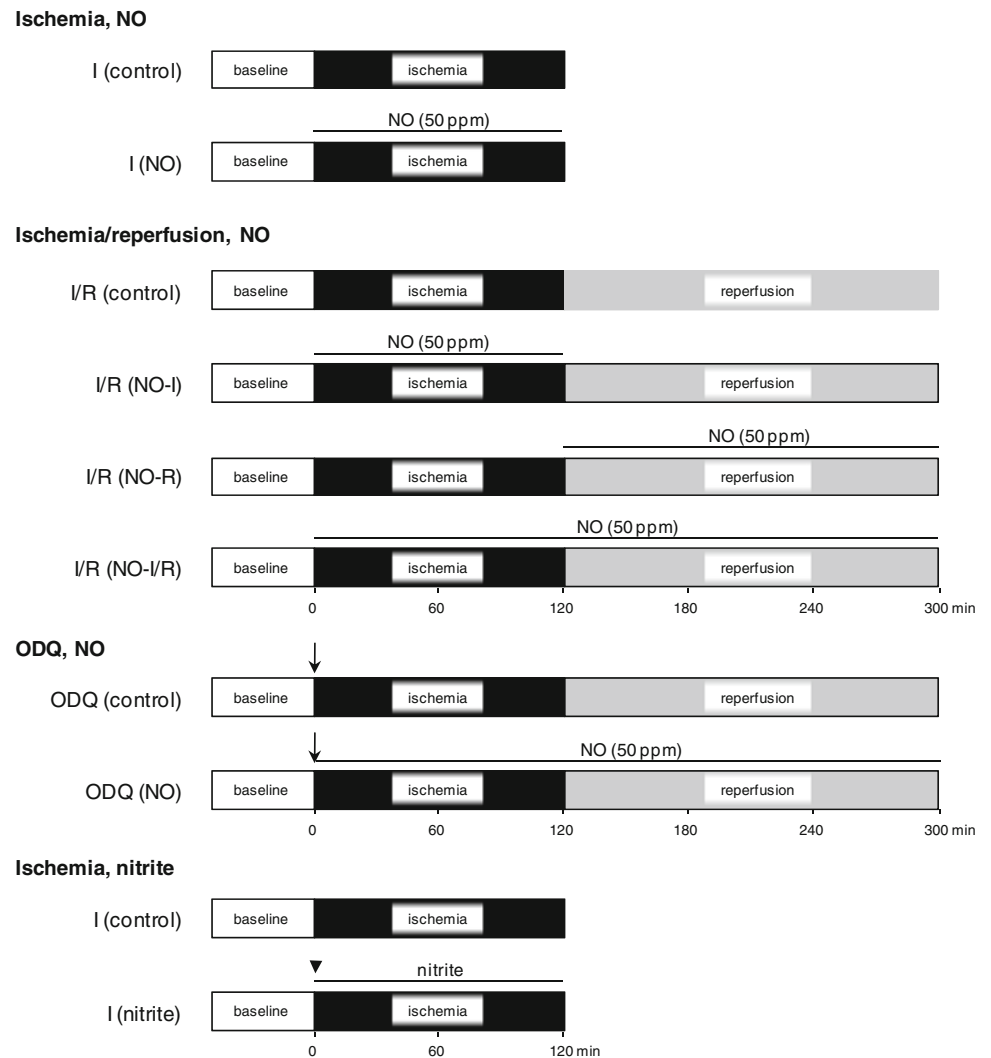 Ischemia, NO
I (control) baseline ischemia
NO (50 ppm)
I (NO) baseline ischemia
Ischemia/reperfusion, NO
I/R (control) baseline ischemia reperfusion
NO (50 ppm)
I/R (NO-I) baseline ischemia reperfusion
NO (50 ppm)
I/R (NO-R) baseline ischemia reperfusion
NO (50 ppm)
I/R (NO-I/R) baseline ischemia reperfusion
0 60 120 180 240 300 min
ODQ, NO
ODQ (control) baseline ischemia reperfusion
NO (50 ppm)
ODQ (NO) baseline ischemia reperfusion
0 60 120 180 240 300 min
Ischemia, nitrite
I (control) baseline ischemia
nitrite
I (nitrite) baseline ischemia
0 60 120 min